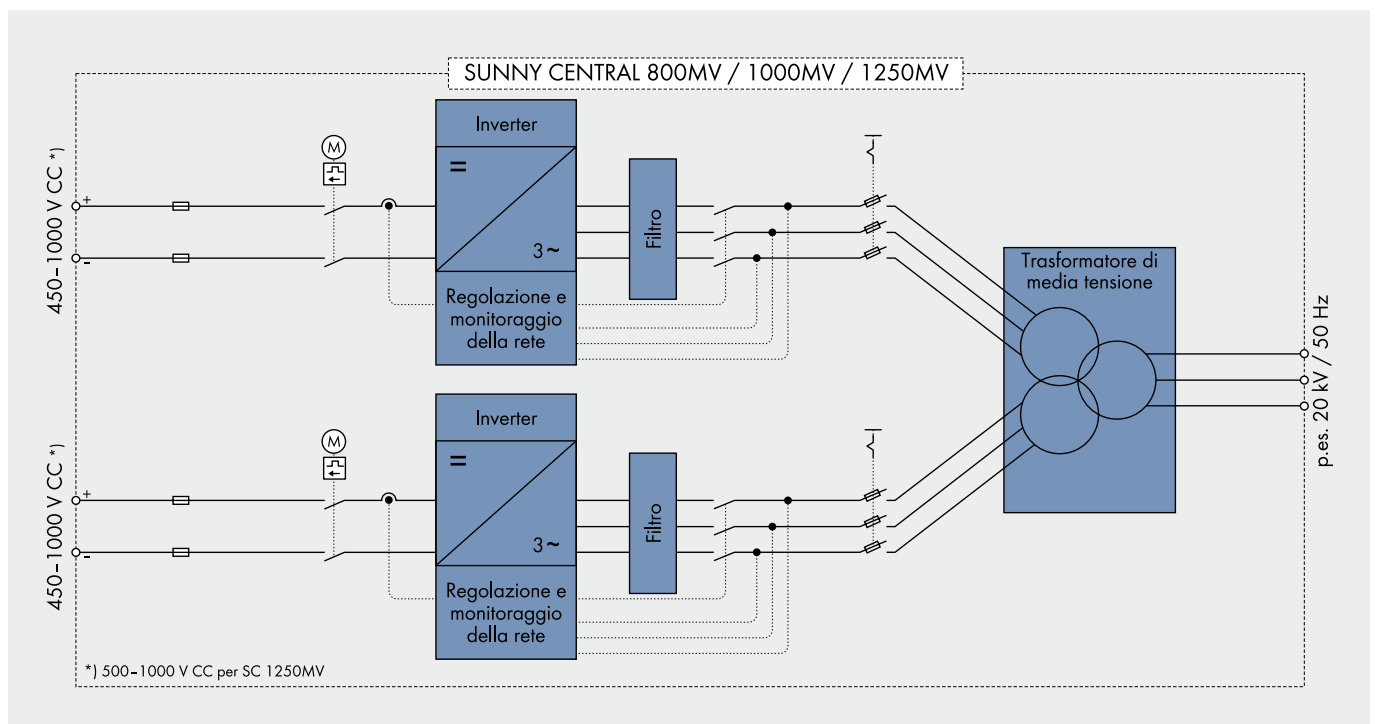 SUNNY CENTRAL 800MV / 1000MV / 1250MV
450–1000 V CC *)
+
-
M
Inverter
=
3~
Regolazione e
monitoraggio
della rete
Filtro
Trasformatore di
media tensione
p.es. 20 kV / 50 Hz
450–1000 V CC *)
+
-
M
Inverter
=
3~
Regolazione e
monitoraggio
della rete
Filtro
*) 500–1000 V CC per SC 1250MV